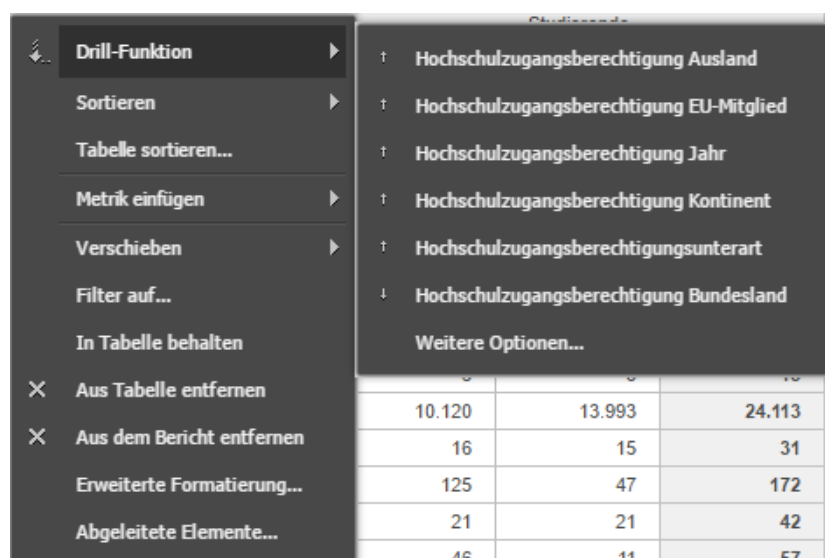 Drill-Funktion
Sortieren
Tabelle sortieren...
Metrik einfügen
Verschieben
Filter auf...
In Tabelle behalten
Aus Tabelle entfernen
Aus dem Bericht entfernen
Erweiterte Formatierung...
Abgeleitete Elemente...
Hochschulzugangsberechtigung Ausland
Hochschulzugangsberechtigung EU-Mitglied
Hochschulzugangsberechtigung Jahr
Hochschulzugangsberechtigung Kontinent
Hochschulzugangsberechtigungsunterart
Hochschulzugangsberechtigung Bundesland
Weitere Optionen...
10.120 13.993 24.113
16 15 31
125 47 172
21 21 42